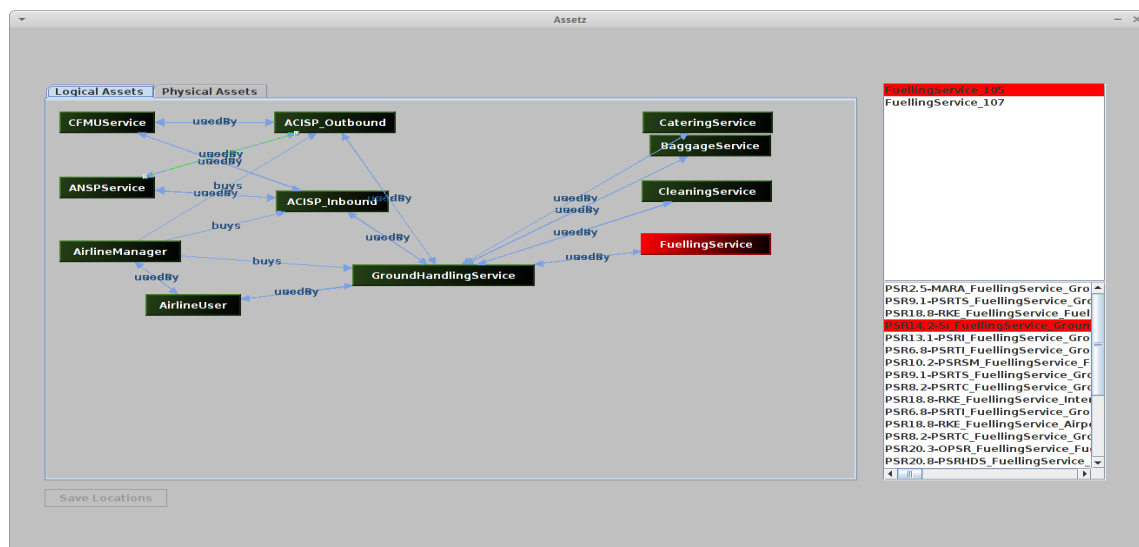 Assetz
Logical Assets
Physical Assets
CFMUService
usedBy
ACISP_Outbound
CateringService
BaggageService
usedBy
usedBy
ANSPService
buys
usedBy
ACISP_Inbound
usedBy
usedBy
usedBy
CleaningService
buys
usedBy
usedBy
FuellingService
AirlineManager
buys
usedBy
GroundHandlingService
usedBy
usedBy
AirlineUser
Save Locations
FuellingService_105
FuellingService_107
PSR2.5-MARA_FuellingService_Gro
PSR9.1-PSRTS_FuellingService_Gro
PSR18.8-RKE_FuellingService_Fuel
PSR14.2-SI_FuellingService_Groun
PSR13.1-PSRI_FuellingService_Gro
PSR6.8-PSRTI_FuellingService_Gro
PSR10.2-PSRSM_FuellingService_F
PSR9.1-PSRTS_FuellingService_Gro
PSR8.2-PSRTC_FuellingService_Gro
PSR18.8-RKE_FuellingService_Inter
PSR6.8-PSRTI_FuellingService_Gro
PSR18.8-RKE_FuellingService_Airpo
PSR8.2-PSRTC_FuellingService_Gro
PSR20.3-OPSR_FuellingService_Fu
PSR20.8-PSRHDS_FuellingService_